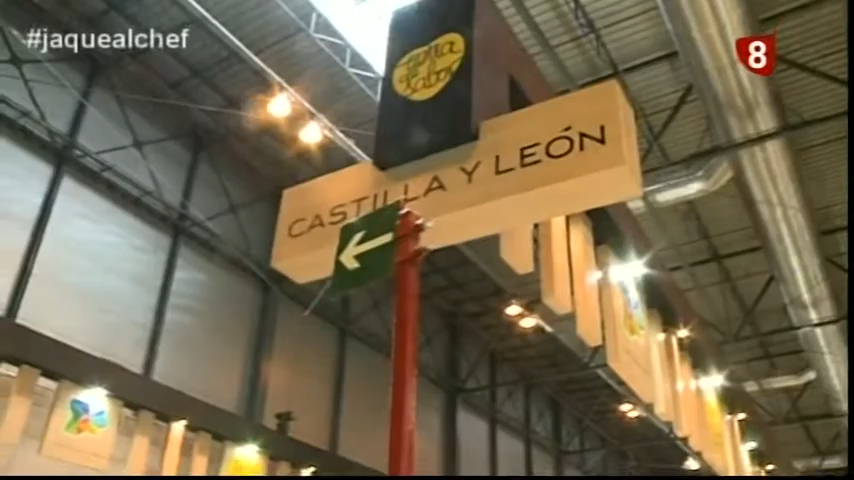 #jaquealchef
8
tierra
de
sabor
CASTILLA Y LEÓN